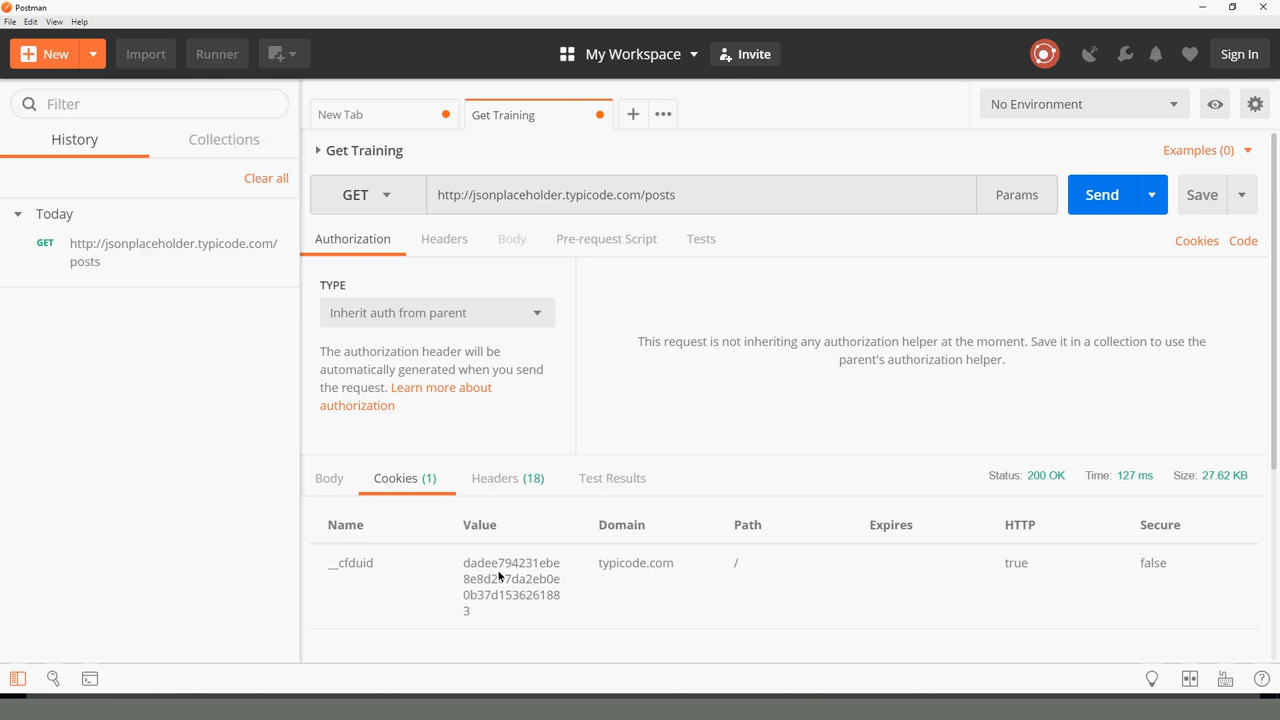 Postman
File Edit View Help
New Import Runner My Workspace Invite Sign In
Filter
History Collections
Clear all
Today
GET http://jsonplaceholder.typicode.com/
posts
New Tab Get Training No Environment
Get Training Examples (0)
GET http://jsonplaceholder.typicode.com/posts Params Send Save
Authorization Headers Body Pre-request Script Tests Cookies Code
TYPE
Inherit auth from parent
The authorization header will be
automatically generated when you send
the request. Learn more about
authorization
This request is not inheriting any authorization helper at the moment. Save it in a collection to use the
parent's authorization helper.
Body Cookies (1) Headers (18) Test Results Status: 200 OK Time: 127 ms Size: 27.62 KB
Name Value Domain Path Expires HTTP Secure
__cfduid dadee794231ebe typicode.com / true false
0b37d153626188
3